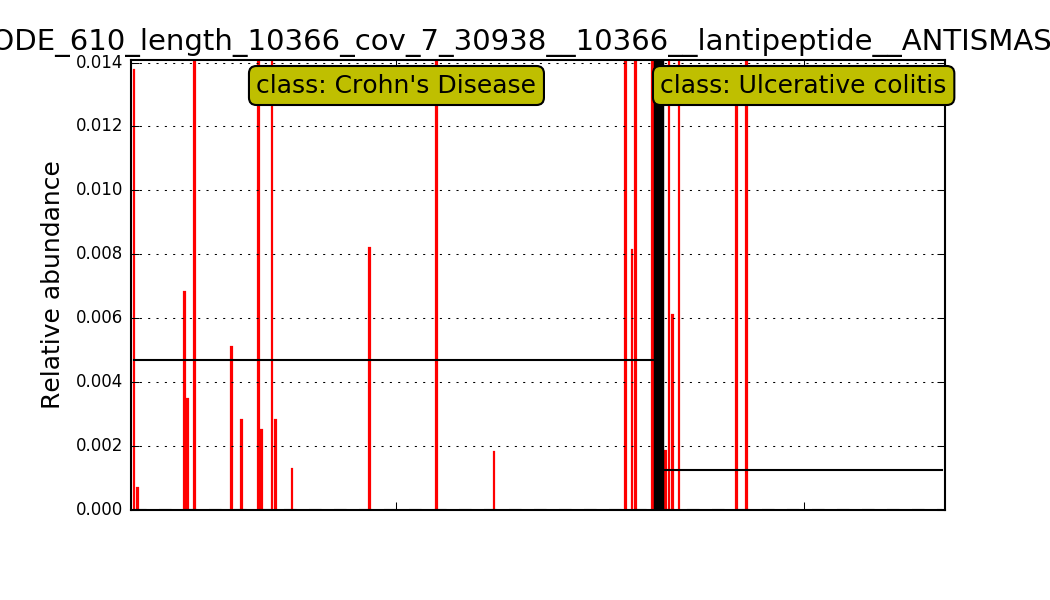 ODE_610_length_10366_cov_7_30938__10366__lantipeptide__ANTISMAS
class: Crohn's Disease
class: Ulcerative colitis
Relative abundance
0.014
0.012
0.010
0.008
0.006
0.004
0.002
0.000